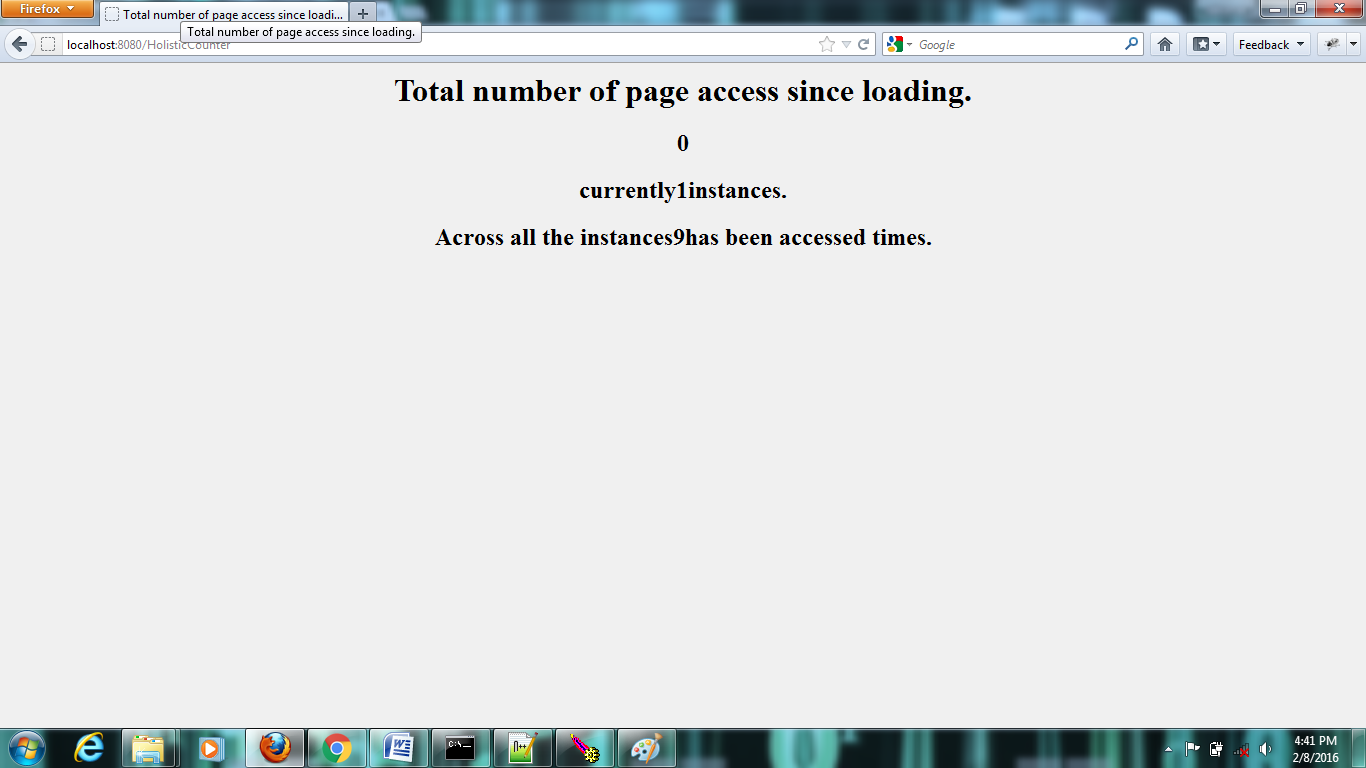 Firefox
Total number of page access since loadi...
Total number of page access since loading.
localhost:8080/HolisticCounter
Google
Feedback
Total number of page access since loading.
0
currently1instances.
Across all the instances9has been accessed times.
4:41 PM
2/8/2016